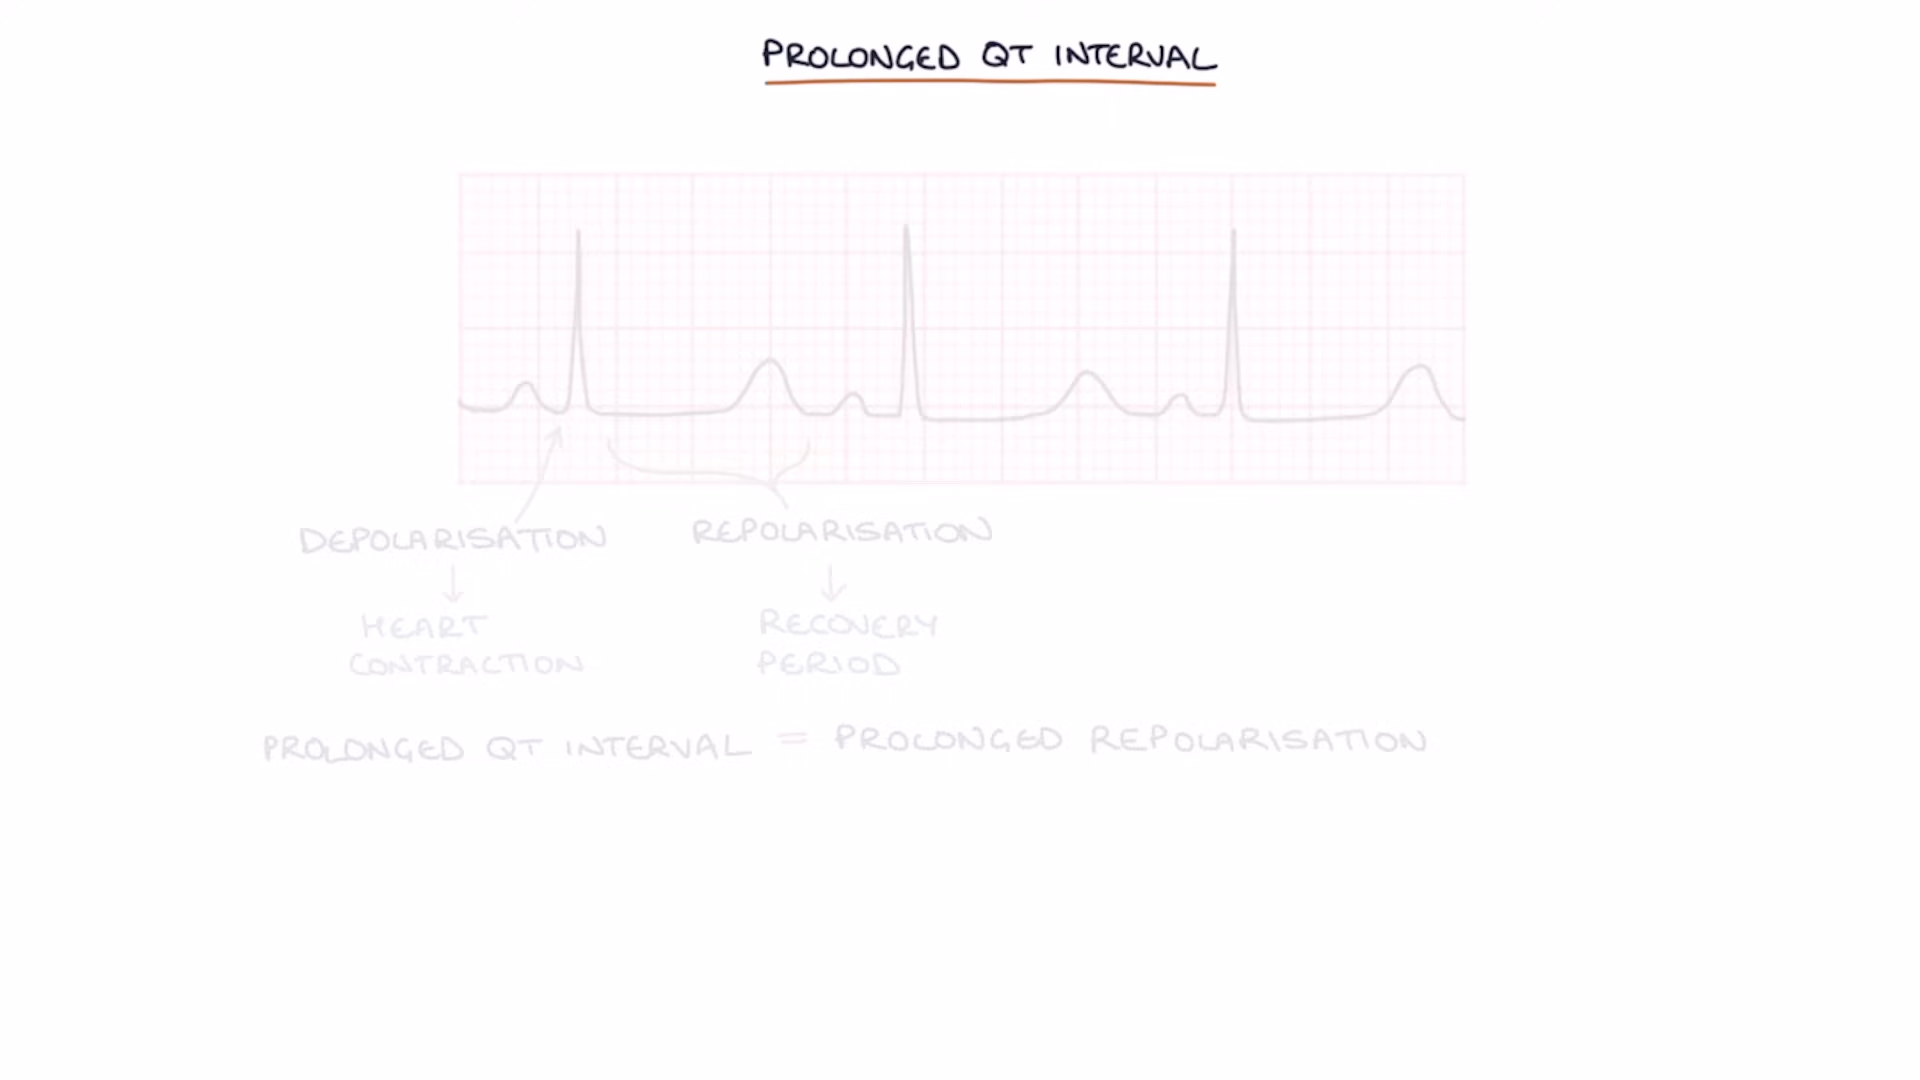 PROLONGED QT INTERVAL
DEPOLARISATION
REPOLARISATION
HEART
CONTRACTION
RECOVERY
PERIOD
PROLONGED QT INTERVAL = PROLONGED REPOLARISATION